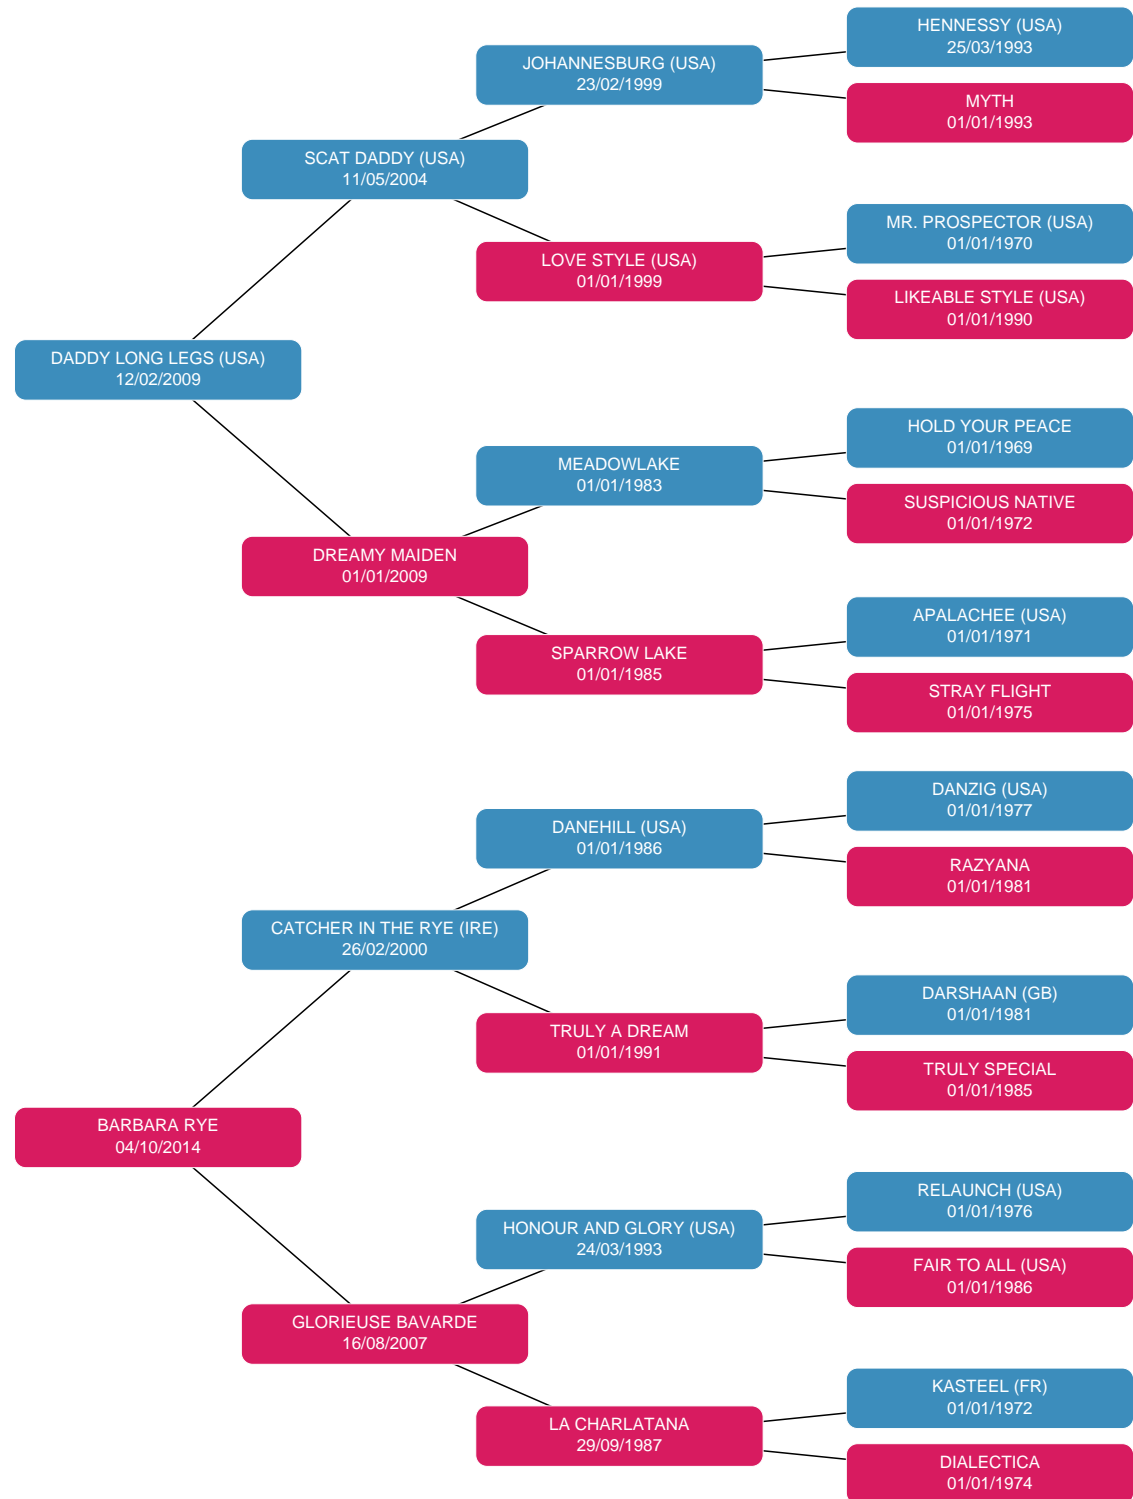 HENNESSY (USA)
25/03/1993
JOHANNESBURG (USA)
23/02/1999
MYTH
01/01/1993
SCAT DADDY (USA)
11/05/2004
MR. PROSPECTOR (USA)
01/01/1970
LOVE STYLE (USA)
01/01/1999
LIKEABLE STYLE (USA)
01/01/1990
DADDY LONG LEGS (USA)
12/02/2009
HOLD YOUR PEACE
01/01/1969
MEADOWLAKE
01/01/1983
SUSPICIOUS NATIVE
01/01/1972
DREAMY MAIDEN
01/01/2009
APALACHEE (USA)
01/01/1971
SPARROW LAKE
01/01/1985
STRAY FLIGHT
01/01/1975
DANZIG (USA)
01/01/1977
DANEHILL (USA)
01/01/1986
RAZYANA
01/01/1981
CATCHER IN THE RYE (IRE)
26/02/2000
DARSHAAN (GB)
01/01/1981
TRULY A DREAM
01/01/1991
TRULY SPECIAL
01/01/1985
BARBARA RYE
04/10/2014
RELAUNCH (USA)
01/01/1976
HONOUR AND GLORY (USA)
24/03/1993
FAIR TO ALL (USA)
01/01/1986
GLORIEUSE BAVARDE
16/08/2007
KASTEEL (FR)
01/01/1972
LA CHARLATANA
29/09/1987
DIALECTICA
01/01/1974